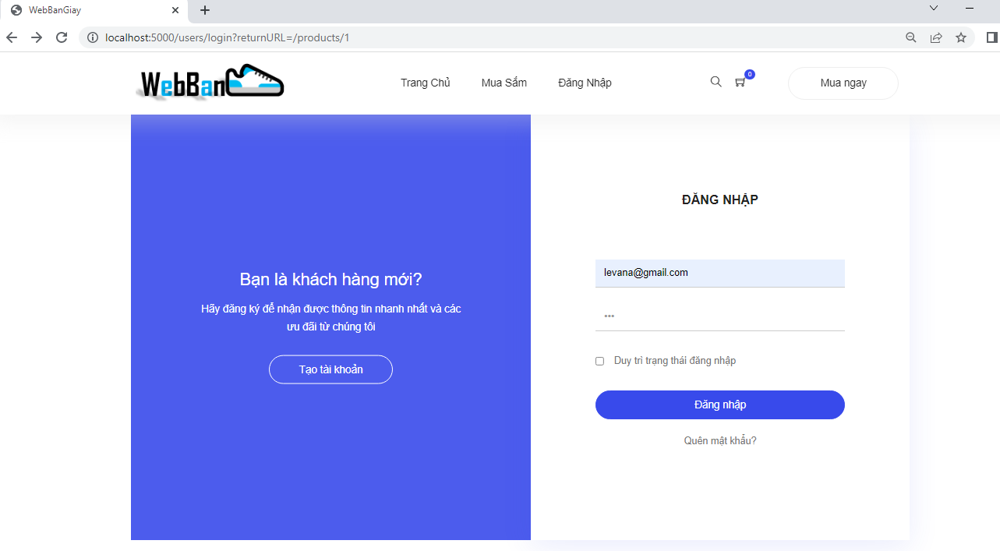 WebBanGiay
localhost:5000/users/login?returnURL=/products/1
WebBan
Trang Chủ
Mua Sắm
Đăng Nhập
0
Mua ngay
Bạn là khách hàng mới?
Hãy đăng ký để nhận được thông tin nhanh nhất và các
ưu đãi từ chúng tôi
Tạo tài khoản
ĐĂNG NHẬP
levana@gmail.com
•••
Duy trì trạng thái đăng nhập
Đăng nhập
Quên mật khẩu?